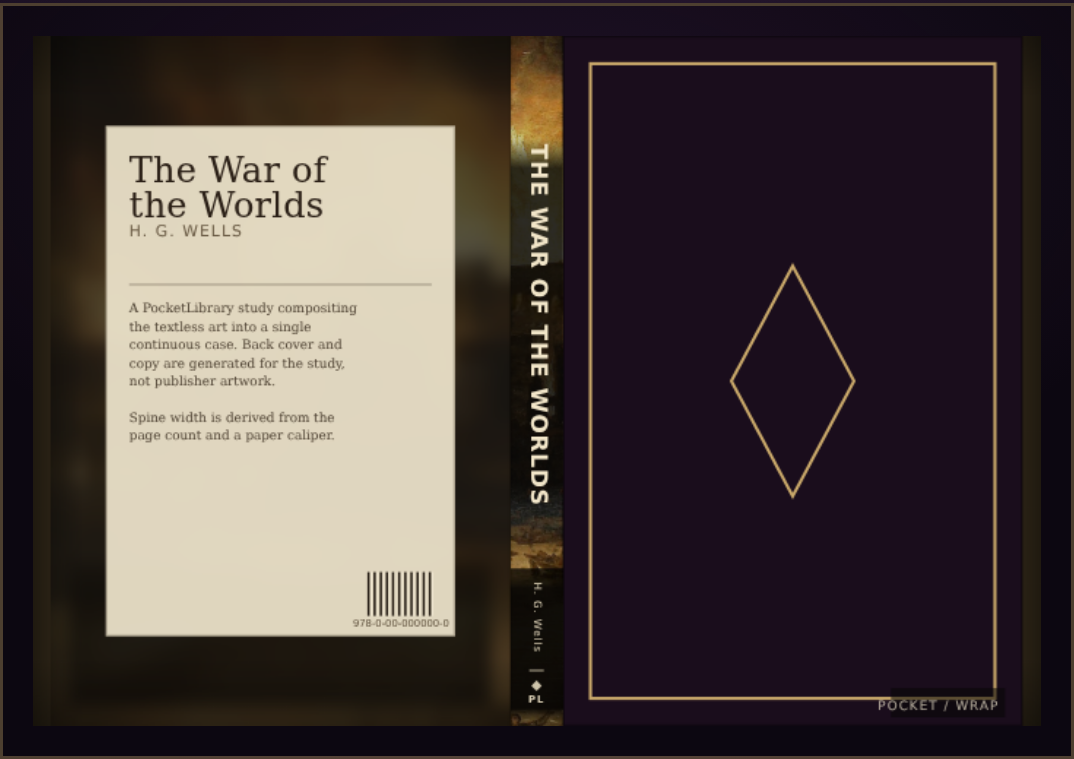 The War of
the Worlds
H. G. WELLS
A PocketLibrary study compositing
the textless art into a single
continuous case. Back cover and
copy are generated for the study,
not publisher artwork.
Spine width is derived from the
page count and a paper caliper.
978-0-00-000000-0
THE WAR OF THE WORLDS
H. G. Wells
PL
POCKET / WRAP